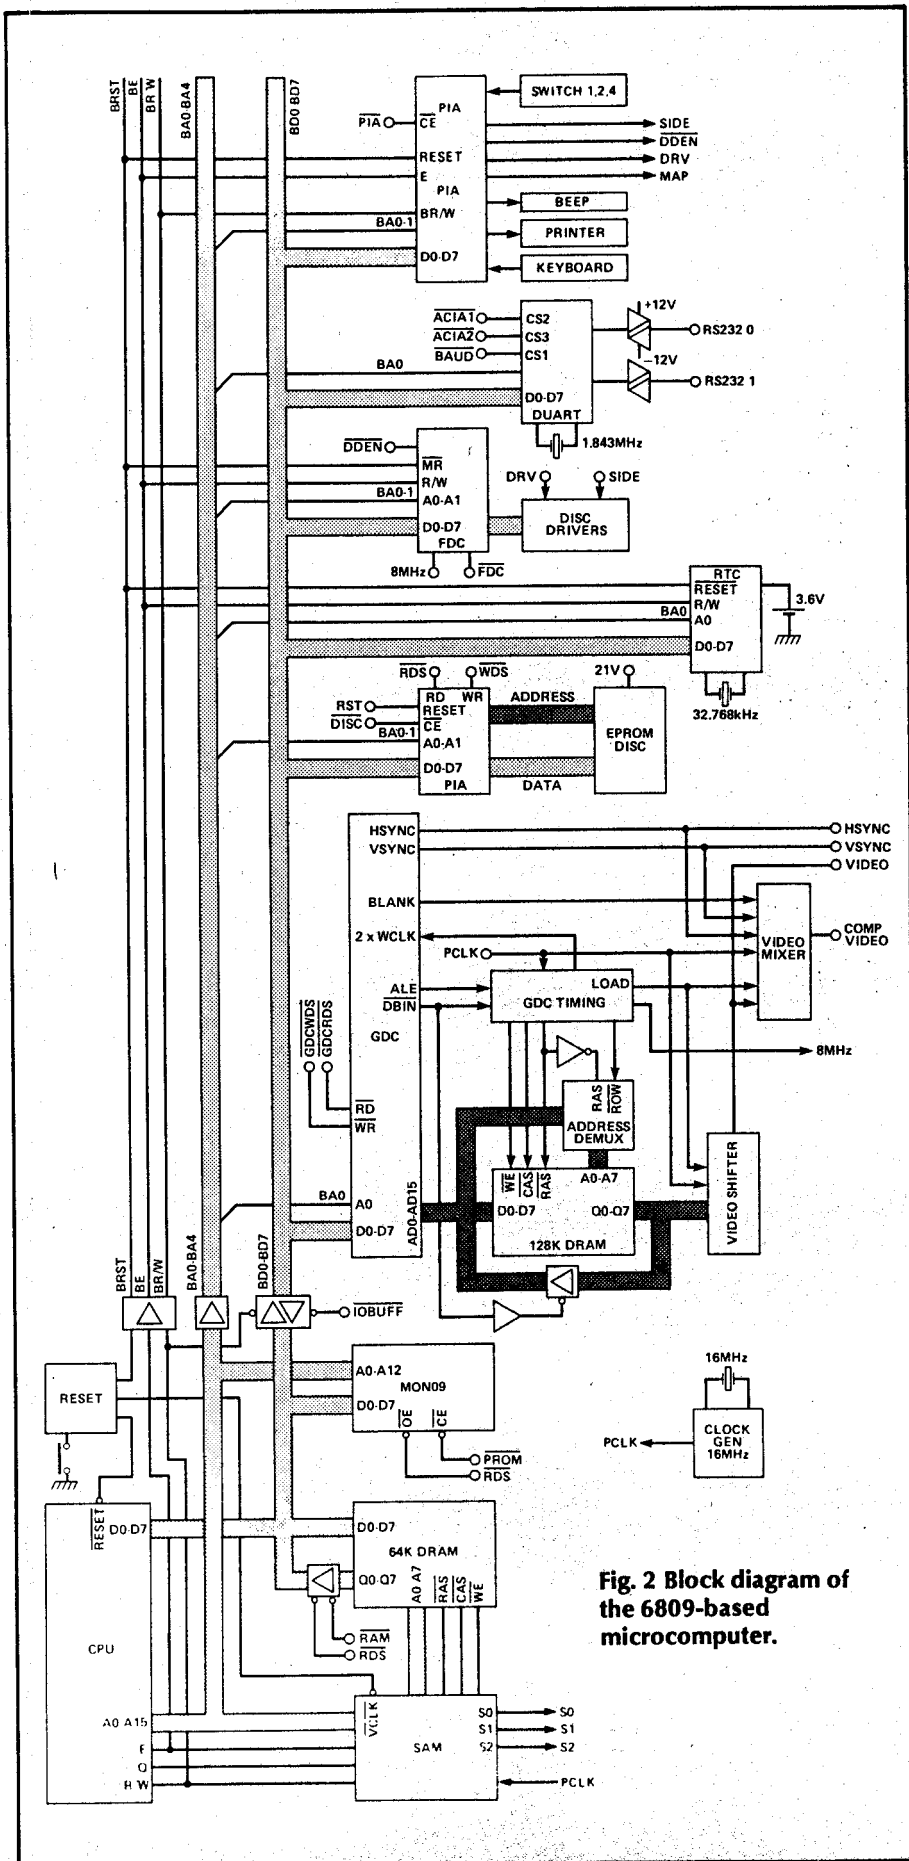 BRST
BE
BR W
BA0-BA4
BD0 BD7
PIA
PIA
CE
RESET
E
PIA
BR/W
BA0-1
D0-D7
SWITCH 1,2,4
SIDE
DDEN
DRV
MAP
BEEP
PRINTER
KEYBOARD
ACIA1
ACIA2
BAUD
CS2
CS3
CS1
BA0
D0-D7
DUART
+12V
RS232 0
-12V
RS232 1
1.843MHz
DDEN
MR
R/W
BA0-1
A0-A1
D0-D7
FDC
8MHz
FDC
DRV
SIDE
DISC
DRIVERS
RTC
RESET
R/W
BA0
A0
D0-D7
3.6V
32.768kHz
RDS
WDS
RD WR
RST
RESET
DISC
CE
BA0-1
A0-A1
D0-D7
PIA
ADDRESS
DATA
21V
EPROM
DISC
HSYNC
VSYNC
HSYNC
VSYNC
VIDEO
BLANK
2 x WCLK
PCLK
VIDEO
MIXER
COMP
VIDEO
ALE
DBIN
GDC
LOAD
GDC TIMING
8MHz
GDCWDS
GDCRDS
RD
WR
RAS
ROW
ADDRESS
DEMUX
BA0
A0
D0-D7
AD0-AD15
WE
CAS
RAS
A0-A7
D0-D7
Q0-Q7
128K DRAM
VIDEO SHIFTER
BRST
BE
BR/W
BA0-BA4
BD0-BD7
IOBUFF
RESET
A0-A12
MON09
D0-D7
OE
CE
PROM
RDS
16MHz
CLOCK
GEN
16MHz
PCLK
RESET
D0-D7
CPU
A0-A15
E
Q
R W
D0-D7
64K DRAM
Q0-Q7
A0 A7
RAS
CAS
WE
RAM
RDS
VCLK
SAM
S0
S1
S2
S0
S1
S2
PCLK
Fig. 2 Block diagram of
the 6809-based
microcomputer.